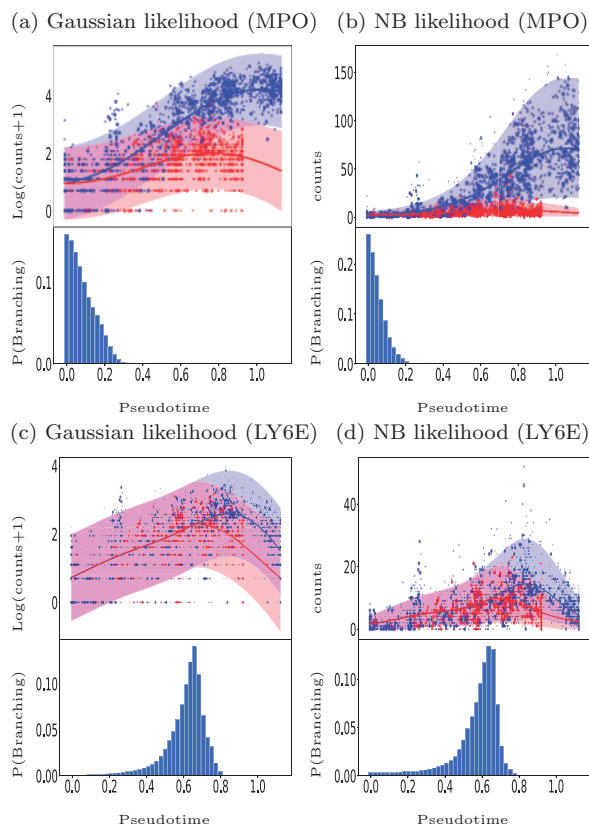 (a) Gaussian likelihood (MPO)
(b) NB likelihood (MPO)
Log(counts+1)
4
2
0
counts
150
100
50
0
P(Branching)
0.1
0.0
0.0 0.2 0.4 0.6 0.8 1.0
Pseudotime
P(Branching)
0.2
0.1
0.0
0.0 0.2 0.4 0.6 0.8 1.0
Pseudotime
(c) Gaussian likelihood (LY6E)
(d) NB likelihood (LY6E)
Log(counts+1)
4
2
0
counts
40
20
0
P(Branching)
0.10
0.05
0.00
0.0 0.2 0.4 0.6 0.8 1.0
Pseudotime
P(Branching)
0.10
0.05
0.00
0.0 0.2 0.4 0.6 0.8 1.0
Pseudotime